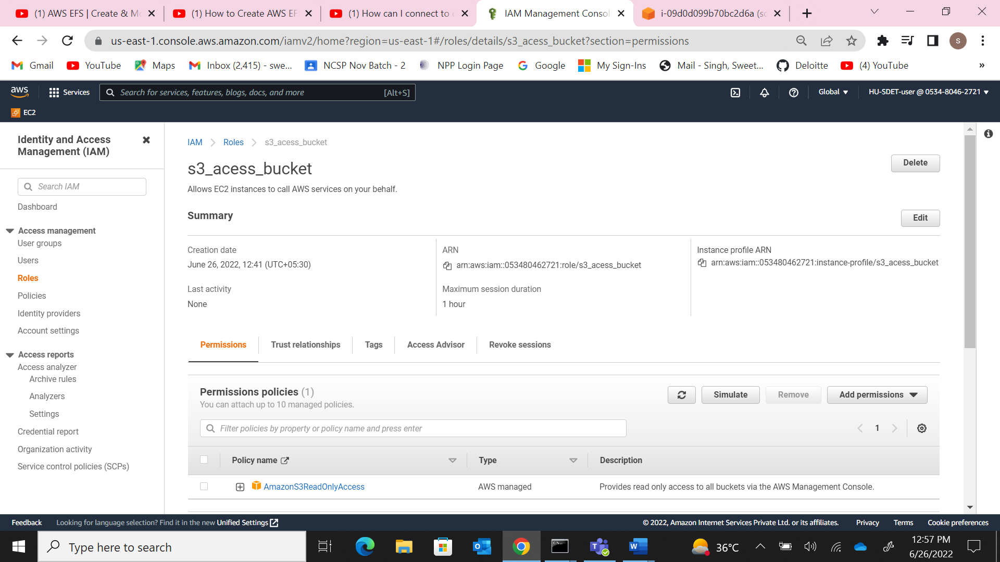 (1) AWS EFS | Create & Mo
(1) How to Create AWS EF
(1) How can I connect to
IAM Management Consol
i-09d0d099b70bc2d6a (sc
us-east-1.console.aws.amazon.com/iamv2/home?region=us-east-1#/roles/details/s3_acess_bucket?section=permissions
s
Gmail
YouTube
Maps
Inbox (2,415) - swe...
NCSP Nov Batch - 2
NPP Login Page
Google
My Sign-Ins
Mail - Singh, Sweet...
Deloitte
(4) YouTube
»
aws
Services
Search for services, features, blogs, docs, and more
[Alt+S]
Global
HU-SDET-user @ 0534-8046-2721
EC2
Identity and Access
Management (IAM)
Search IAM
Dashboard
Access management
User groups
Users
Roles
Policies
Identity providers
Account settings
Access reports
Access analyzer
Archive rules
Analyzers
Settings
Credential report
Organization activity
Service control policies (SCPs)
IAM
Roles
s3_acess_bucket
s3_acess_bucket
Delete
Allows EC2 instances to call AWS services on your behalf.
Summary
Edit
Creation date
June 26, 2022, 12:41 (UTC+05:30)
Last activity
None
ARN
arn:aws:iam::053480462721:role/s3_acess_bucket
Maximum session duration
1 hour
Instance profile ARN
arn:aws:iam::053480462721:instance-profile/s3_acess_bucket
Permissions
Trust relationships
Tags
Access Advisor
Revoke sessions
Permissions policies (1)
You can attach up to 10 managed policies.
Simulate
Remove
Add permissions
Filter policies by property or policy name and press enter
1
Policy name
Type
Description
AmazonS3ReadOnlyAccess
AWS managed
Provides read only access to all buckets via the AWS Management Console.
Feedback
Looking for language selection? Find it in the new Unified Settings
© 2022, Amazon Internet Services Private Ltd. or its affiliates.
Privacy
Terms
Cookie preferences
Type here to search
36°C
12:57 PM
6/26/2022